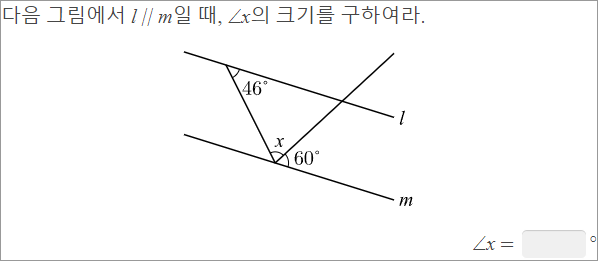 다음 그림에서 l // m일 때, ∠x의 크기를 구하여라.
46°
l
x
60°
m
∠x = °